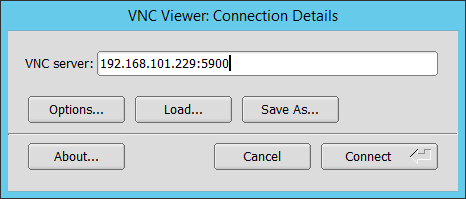 VNC Viewer: Connection Details
VNC server: 192.168.101.229:5900
Options... Load... Save As...
About... Cancel Connect